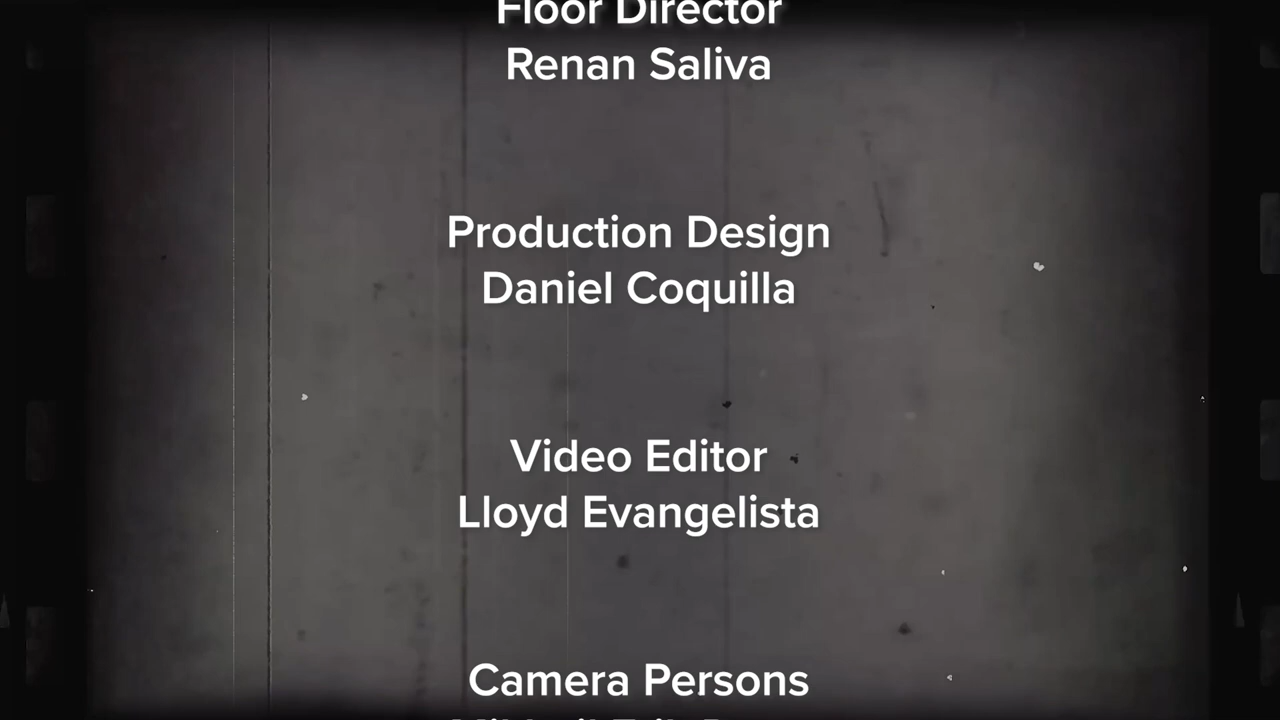 Floor Director
Renan Saliva
Production Design
Daniel Coquilla
Video Editor
Lloyd Evangelista
Camera Persons